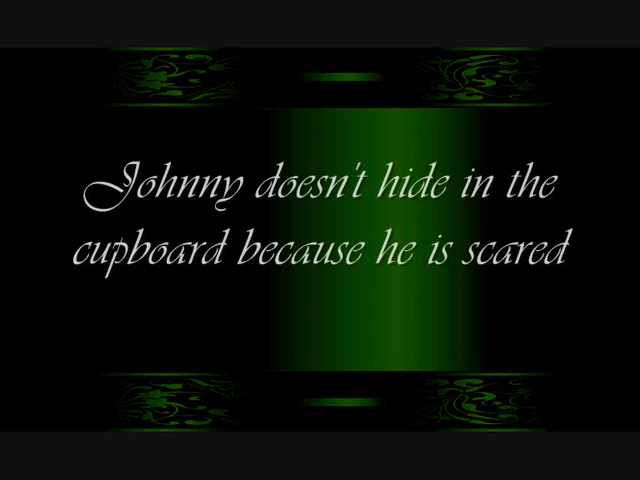 Johnny doesn't hide in the
cupboard because he is scared